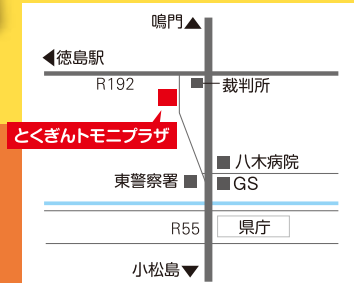 鳴門▲
◀徳島駅
R192
裁判所
とくぎんトモニプラザ
八木病院
東警察署
GS
R55
県庁
小松島▼